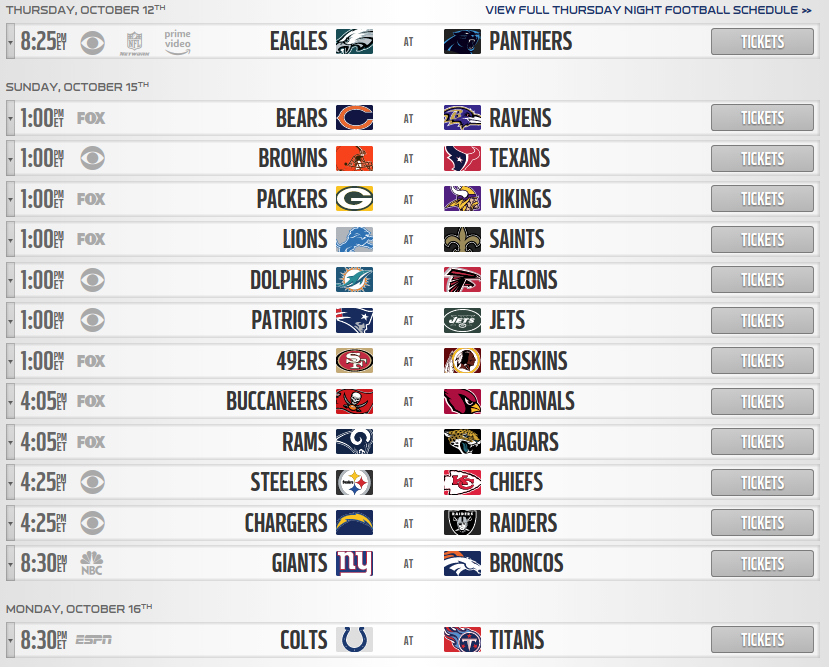 THURSDAY, OCTOBER 12TH VIEW FULL THURSDAY NIGHT FOOTBALL SCHEDULE >>
8:25 PM ET NFL NETWORK prime video EAGLES AT PANTHERS TICKETS
SUNDAY, OCTOBER 15TH
1:00 PM ET FOX BEARS AT RAVENS TICKETS
1:00 PM ET BROWNS AT TEXANS TICKETS
1:00 PM ET FOX PACKERS G AT VIKINGS TICKETS
1:00 PM ET FOX LIONS AT SAINTS TICKETS
1:00 PM ET DOLPHINS AT FALCONS TICKETS
1:00 PM ET PATRIOTS AT JETS JETS TICKETS
1:00 PM ET FOX 49ERS SF AT REDSKINS TICKETS
4:05 PM ET FOX BUCCANEERS AT CARDINALS TICKETS
4:05 PM ET FOX RAMS AT JAGUARS TICKETS
4:25 PM ET STEELERS AT KC CHIEFS TICKETS
4:25 PM ET CHARGERS AT RAIDERS RAIDERS TICKETS
8:30 PM ET NBC GIANTS ny AT BRONCOS TICKETS
MONDAY, OCTOBER 16TH
8:30 PM ET ESPN COLTS AT TITANS TICKETS